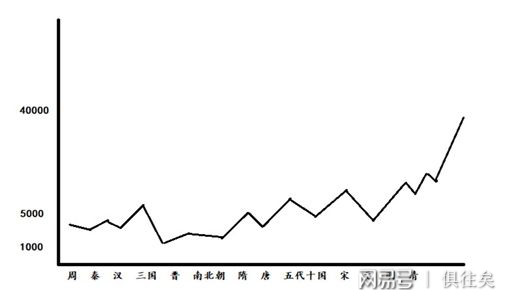 40000
5000
1000
周 秦 汉 三国 晋 南北朝 隋 唐 五代十国 宋 清
网易号 | 俱往矣